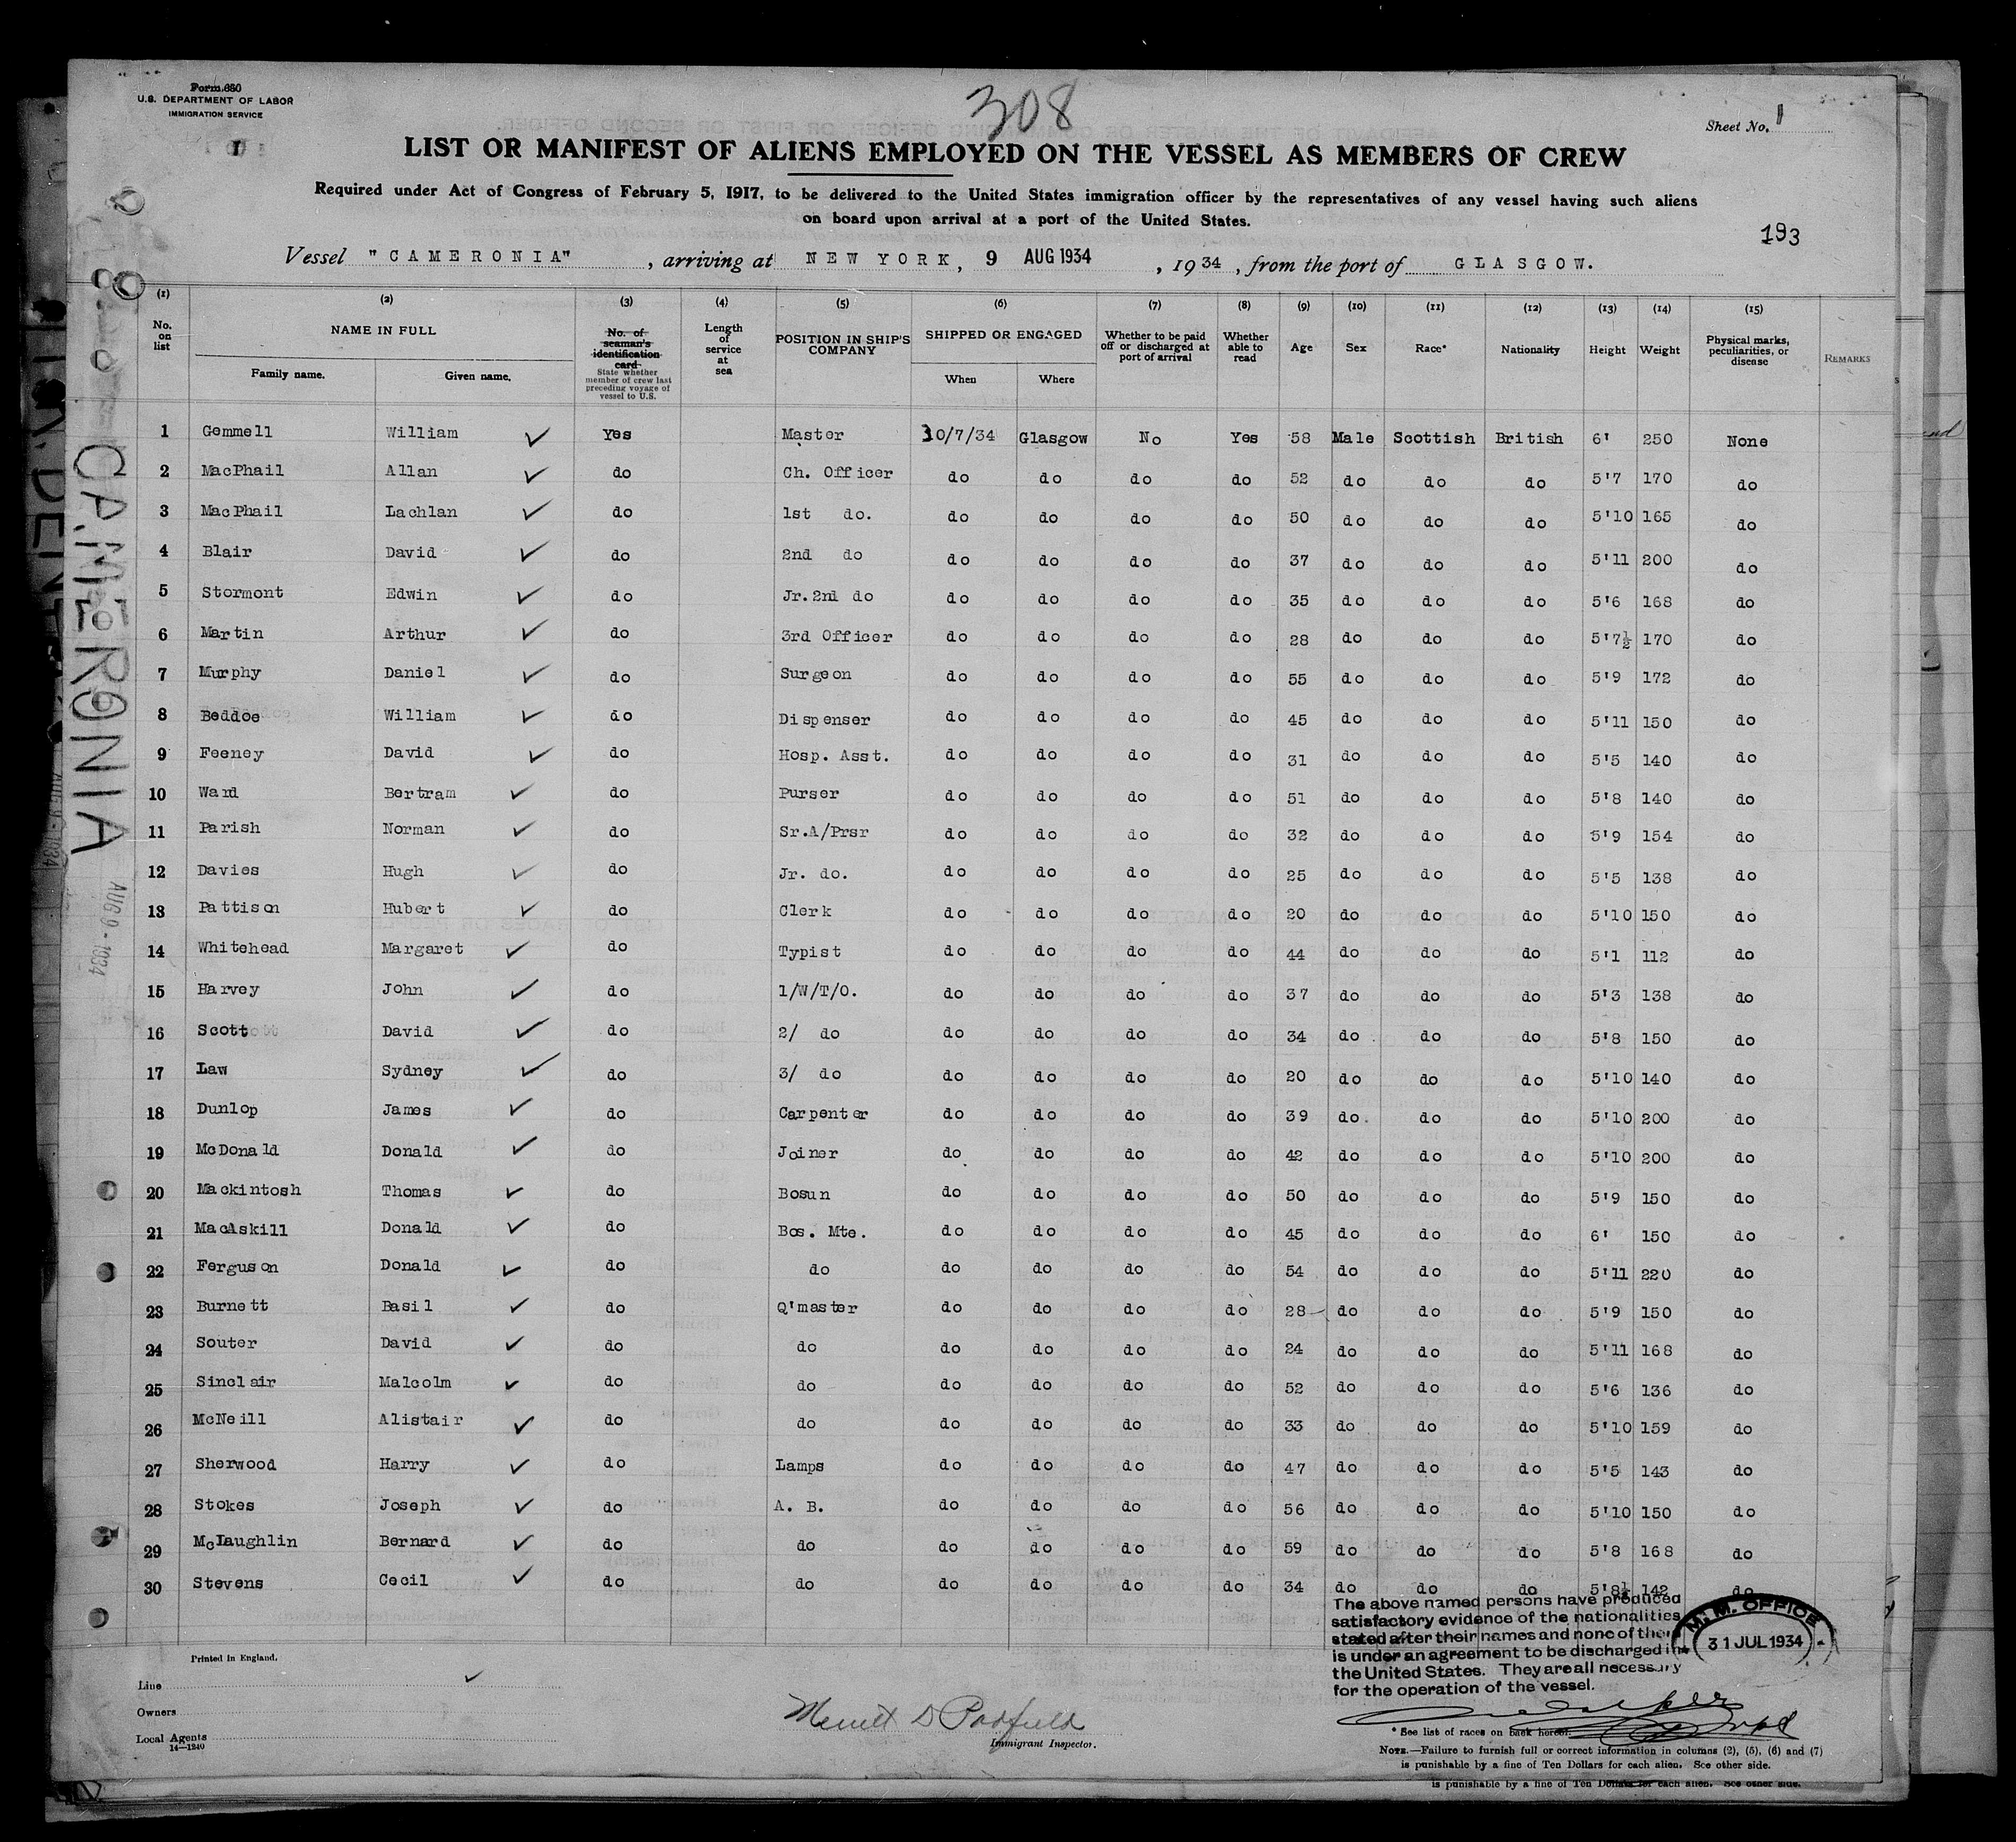 Form 680
U.S. DEPARTMENT OF LABOR
IMMIGRATION SERVICE
I
308
Sheet No. 1
LIST OR MANIFEST OF ALIENS EMPLOYED ON THE VESSEL AS MEMBERS OF CREW
Required under Act of Congress of February 5, 1917, to be delivered to the United States immigration officer by the representatives of any vessel having such aliens
on board upon arrival at a port of the United States.
193
Vessel "CAMERONIA", arriving at NEW YORK, 9 AUG 1934, 1934, from the port of GLASGOW.
(1) (2) (3) (4) (5) (6) (7) (8) (9) (10) (11) (12) (13) (14) (15)
No. on list NAME IN FULL Family name. Given name. No. of seaman's identification card State whether member of crew last preceding voyage of vessel to U.S. Length of service at sea POSITION IN SHIP'S COMPANY SHIPPED OR ENGAGED When Where Whether to be paid off or discharged at port of arrival Whether able to read Age Sex Race* Nationality Height Weight Physical marks, peculiarities, or disease REMARKS
1 Gemmell William ✓ Yes Master 30/7/34 Glasgow No Yes 58 Male Scottish British 6' 250 None
2 MacPhail Allan ✓ do Ch. Officer do do do do 52 do do do 5'7 170 do
3 MacPhail Lachlan ✓ do 1st do. do do do do 50 do do do 5'10 165 do
4 Blair David ✓ do 2nd do do do do do 37 do do do 5'11 200 do
5 Stormont Edwin ✓ do Jr.2nd do do do do do 35 do do do 5'6 168 do
6 Martin Arthur ✓ do 3rd Officer do do do do 28 do do do 5'7½ 170 do
7 Murphy Daniel ✓ do Surgeon do do do do 55 do do do 5'9 172 do
8 Beddoe William ✓ do Dispenser do do do do 45 do do do 5'11 150 do
9 Feeney David ✓ do Hosp. Asst. do do do do 31 do do do 5'5 140 do
10 Ward Bertram ✓ do Purser do do do do 51 do do do 5'8 140 do
11 Parish Norman ✓ do Sr.A/Prsr do do do do 32 do do do 5'9 154 do
12 Davies Hugh ✓ do Jr. do. do do do do 25 do do do 5'5 138 do
13 Pattison Hubert ✓ do Clerk do do do do 20 do do do 5'10 150 do
14 Whitehead Margaret ✓ do Typist do do do do 44 do do do 5'1 112 do
15 Harvey John ✓ do 1/W/T/O. do do do do 37 do do do 5'3 138 do
16 Scott David ✓ do 2/ do do do do do 34 do do do 5'8 150 do
17 Law Sydney ✓ do 3/ do do do do do 20 do do do 5'10 140 do
18 Dunlop James ✓ do Carpenter do do do do 39 do do do 5'10 200 do
19 McDonald Donald ✓ do Joiner do do do do 42 do do do 5'10 200 do
20 Mackintosh Thomas ✓ do Bosun do do do do 50 do do do 5'9 150 do
21 MacAskill Donald ✓ do Bos. Mte. do do do do 45 do do do 6' 150 do
22 Ferguson Donald ✓ do do do do do do 54 do do do 5'11 220 do
23 Burnett Basil ✓ do Q'master do do do do 28 do do do 5'9 150 do
24 Souter David ✓ do do do do do do 24 do do do 5'11 168 do
25 Sinclair Malcolm ✓ do do do do do do 52 do do do 5'6 136 do
26 McNeill Alistair ✓ do do do do do do 33 do do do 5'10 159 do
27 Sherwood Harry ✓ do Lamps do do do do 47 do do do 5'5 143 do
28 Stokes Joseph ✓ do A. B. do do do do 56 do do do 5'10 150 do
29 McLaughlin Bernard ✓ do do do do do do 59 do do do 5'8 168 do
30 Stevens Cecil ✓ do do do do do do 34 do do do 5'8½ 142 do
The above named persons have produced
satisfactory evidence of the nationalities
stated after their names and none of them
is under an agreement to be discharged in
the United States. They are all necessary
for the operation of the vessel.
M.M. OFFICE
31 JUL 1934
Printed in England.
Line ✓
Owners
Local Agents
14—1240
Merrill D Padfield
Immigrant Inspector.
* See list of races on back hereof.
NOTE.—Failure to furnish full or correct information in columns (2), (5), (6) and (7)
is punishable by a fine of Ten Dollars for each alien. See other side.
is punishable by a fine of Ten Dollars for each alien. See other side.
CAMERONIA
AUG 9 - 1934